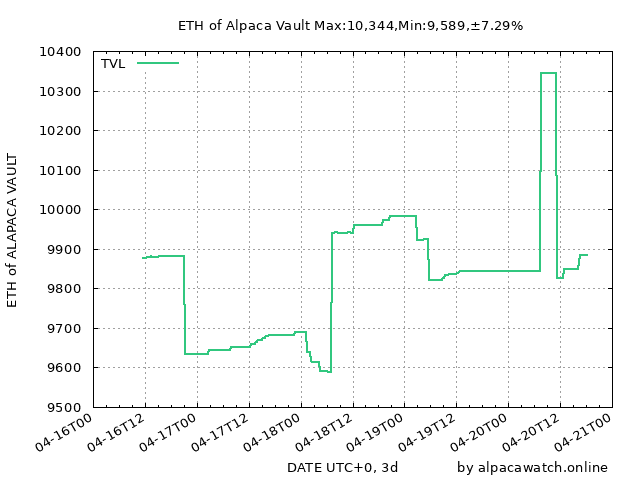 ETH of Alpaca Vault Max:10,344,Min:9,589,±7.29%
TVL
10400
10300
10200
10100
10000
9900
9800
9700
9600
9500
ETH of ALAPACA VAULT
04-16T00
04-16T12
04-17T00
04-17T12
04-18T00
04-18T12
04-19T00
04-19T12
04-20T00
04-20T12
04-21T00
DATE UTC+0, 3d
by alpacawatch.online